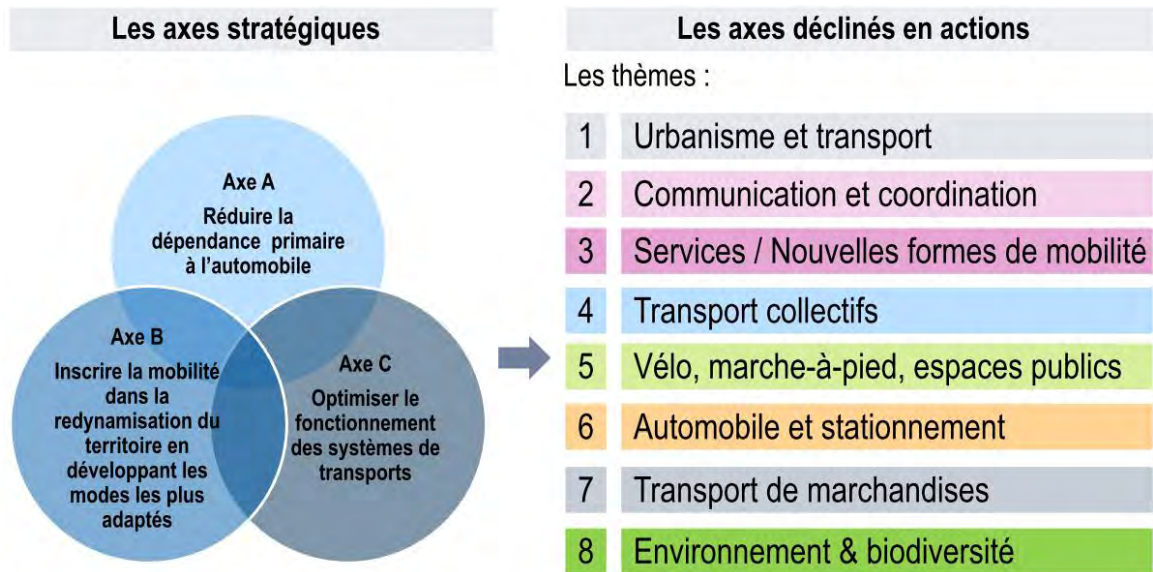 Les axes stratégiques
Axe A
Réduire la
dépendance primaire
à l'automobile
Axe B
Inscrire la mobilité
dans la
redynamisation du
territoire en
développant les
modes les plus
adaptés
Axe C
Optimiser le
fonctionnement
des systèmes de
transports
Les axes déclinés en actions
Les thèmes :
1 Urbanisme et transport
2 Communication et coordination
3 Services / Nouvelles formes de mobilité
4 Transport collectifs
5 Vélo, marche-à-pied, espaces publics
6 Automobile et stationnement
7 Transport de marchandises
8 Environnement & biodiversité